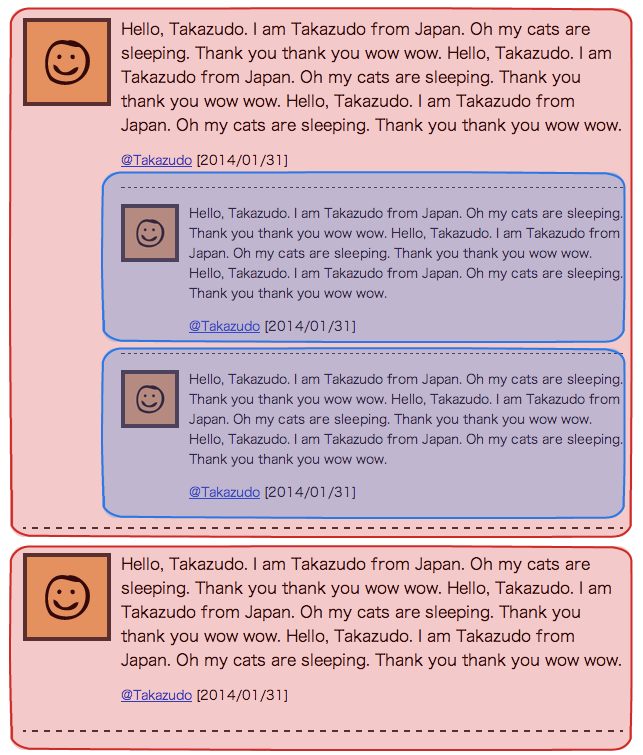 Hello, Takazudo. I am Takazudo from Japan. Oh my cats are
sleeping. Thank you thank you wow wow. Hello, Takazudo. I am
Takazudo from Japan. Oh my cats are sleeping. Thank you
thank you wow wow. Hello, Takazudo. I am Takazudo from
Japan. Oh my cats are sleeping. Thank you thank you wow wow.
@Takazudo [2014/01/31]
Hello, Takazudo. I am Takazudo from Japan. Oh my cats are sleeping.
Thank you thank you wow wow. Hello, Takazudo. I am Takazudo from
Japan. Oh my cats are sleeping. Thank you thank you wow wow.
Hello, Takazudo. I am Takazudo from Japan. Oh my cats are sleeping.
Thank you thank you wow wow.
@Takazudo [2014/01/31]
Hello, Takazudo. I am Takazudo from Japan. Oh my cats are sleeping.
Thank you thank you wow wow. Hello, Takazudo. I am Takazudo from
Japan. Oh my cats are sleeping. Thank you thank you wow wow.
Hello, Takazudo. I am Takazudo from Japan. Oh my cats are sleeping.
Thank you thank you wow wow.
@Takazudo [2014/01/31]
Hello, Takazudo. I am Takazudo from Japan. Oh my cats are
sleeping. Thank you thank you wow wow. Hello, Takazudo. I am
Takazudo from Japan. Oh my cats are sleeping. Thank you
thank you wow wow. Hello, Takazudo. I am Takazudo from
Japan. Oh my cats are sleeping. Thank you thank you wow wow.
@Takazudo [2014/01/31]